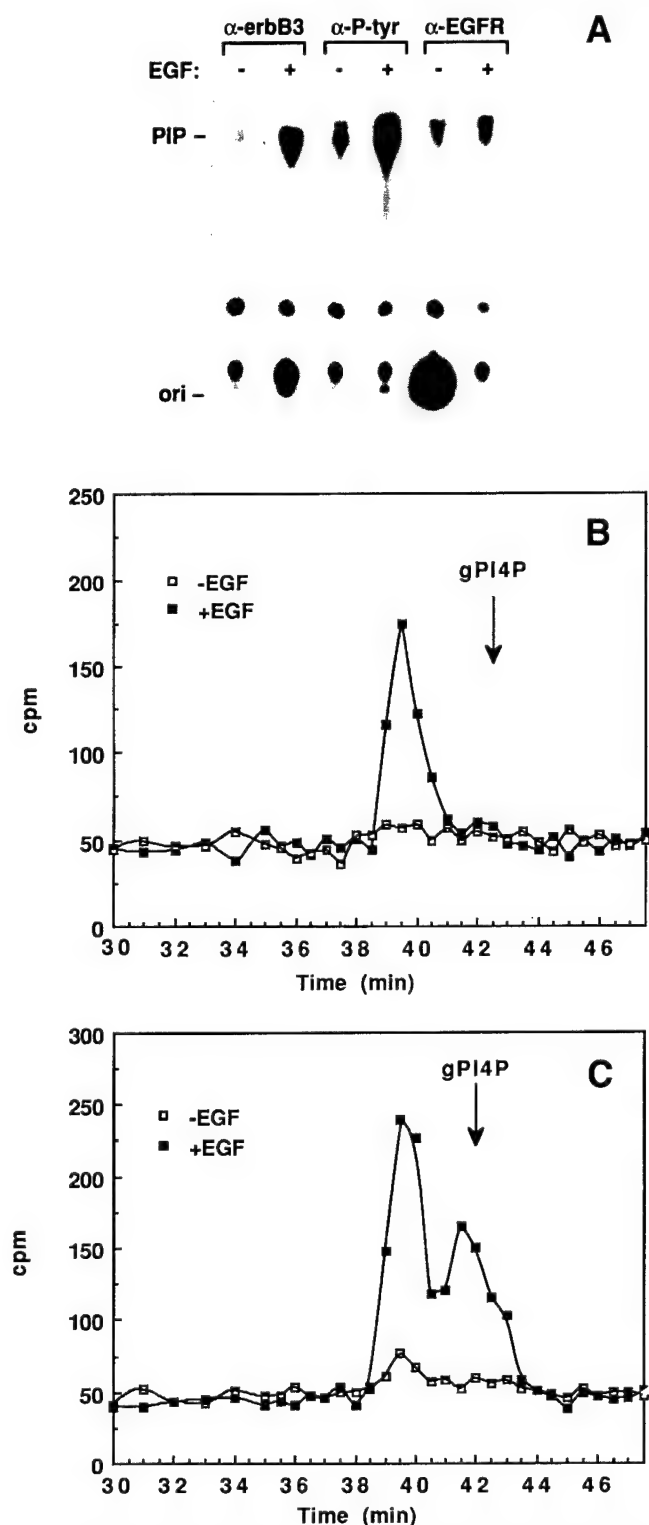 α-erbB3 α-P-tyr α-EGFR A
EGF: - + - + - +
PIP –
ori –
B
250
200
150
100
50
0
cpm
-EGF
+EGF
gPI4P
30 32 34 36 38 40 42 44 46
Time (min)
C
300
250
200
150
100
50
0
cpm
-EGF
+EGF
gPI4P
30 32 34 36 38 40 42 44 46
Time (min)